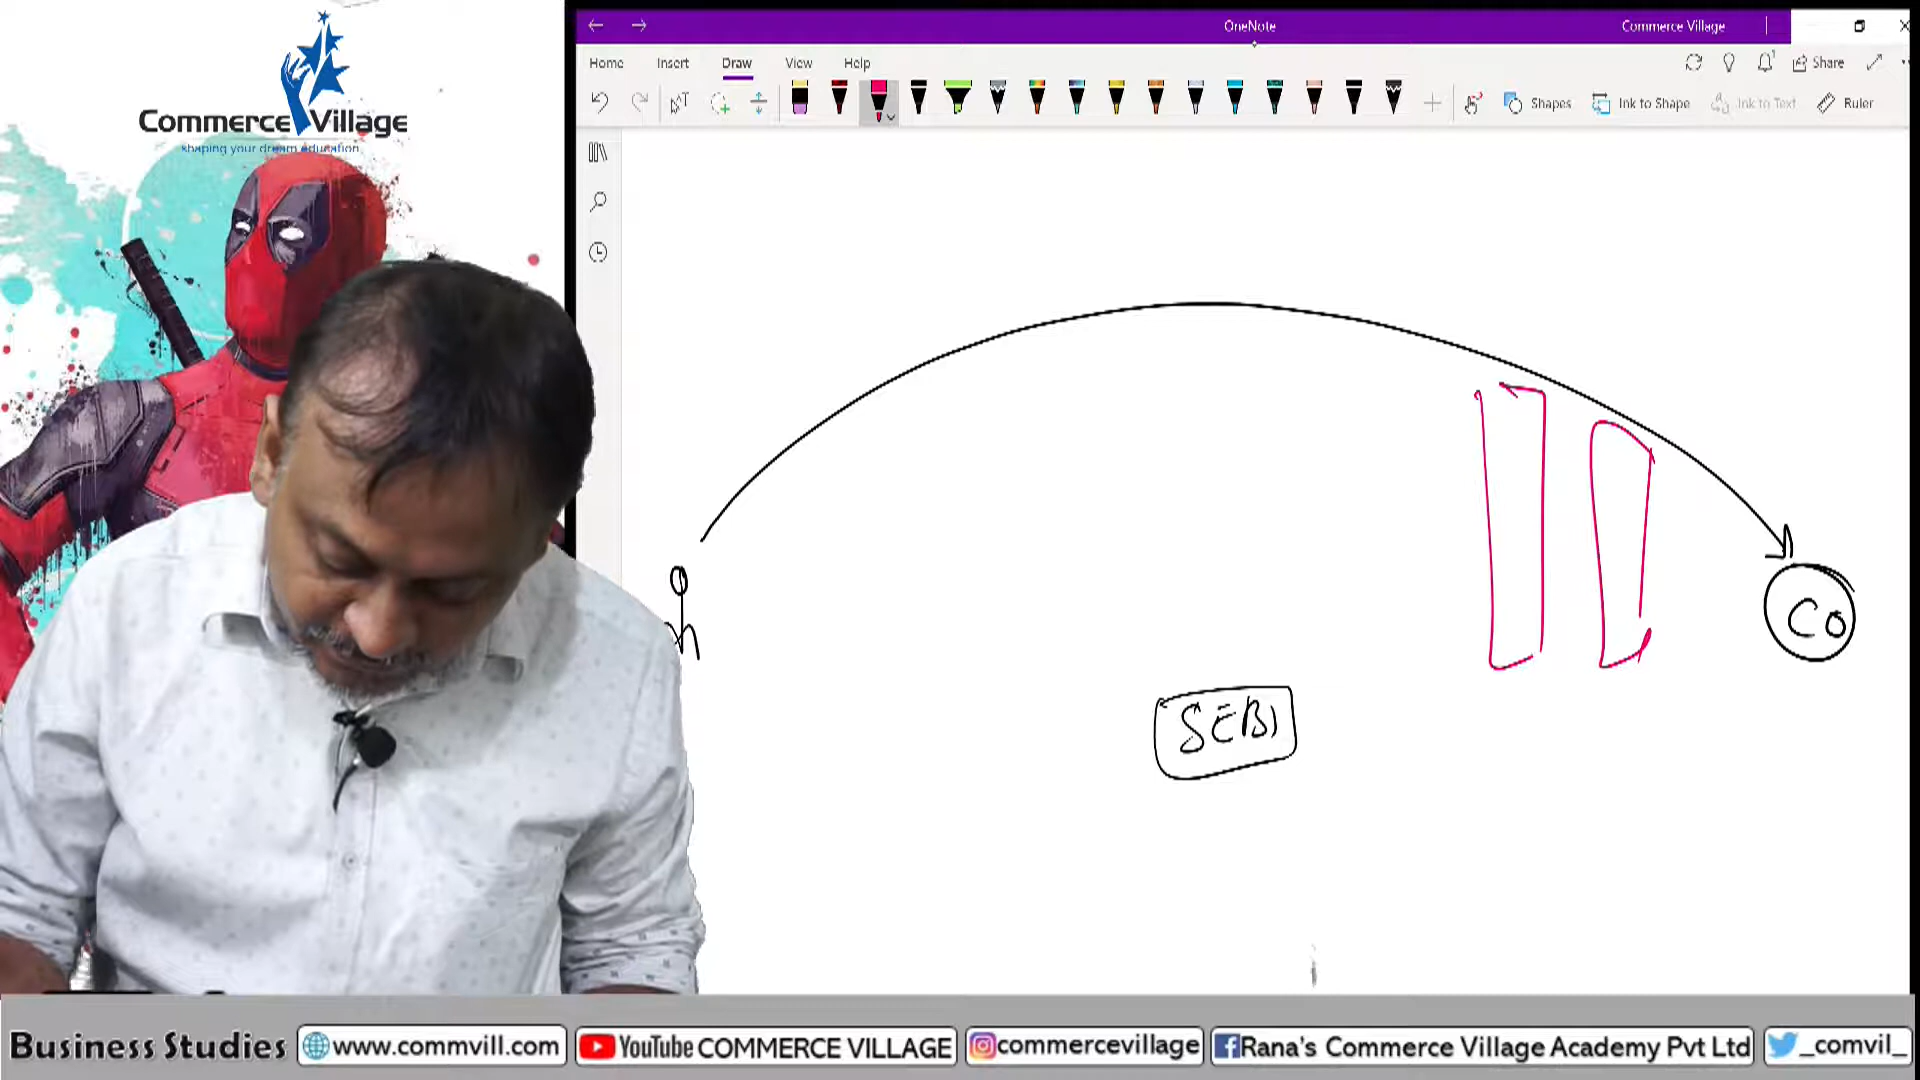 Commerce Village
shaping your dream education
OneNote
Commerce Village
Home Insert Draw View Help
Share
Shapes Ink to Shape Ink to Text Ruler
CO
SEBI
Business Studies www.commvill.com YouTube COMMERCE VILLAGE commercevillage Rana's Commerce Village Academy Pvt Ltd _comvil_